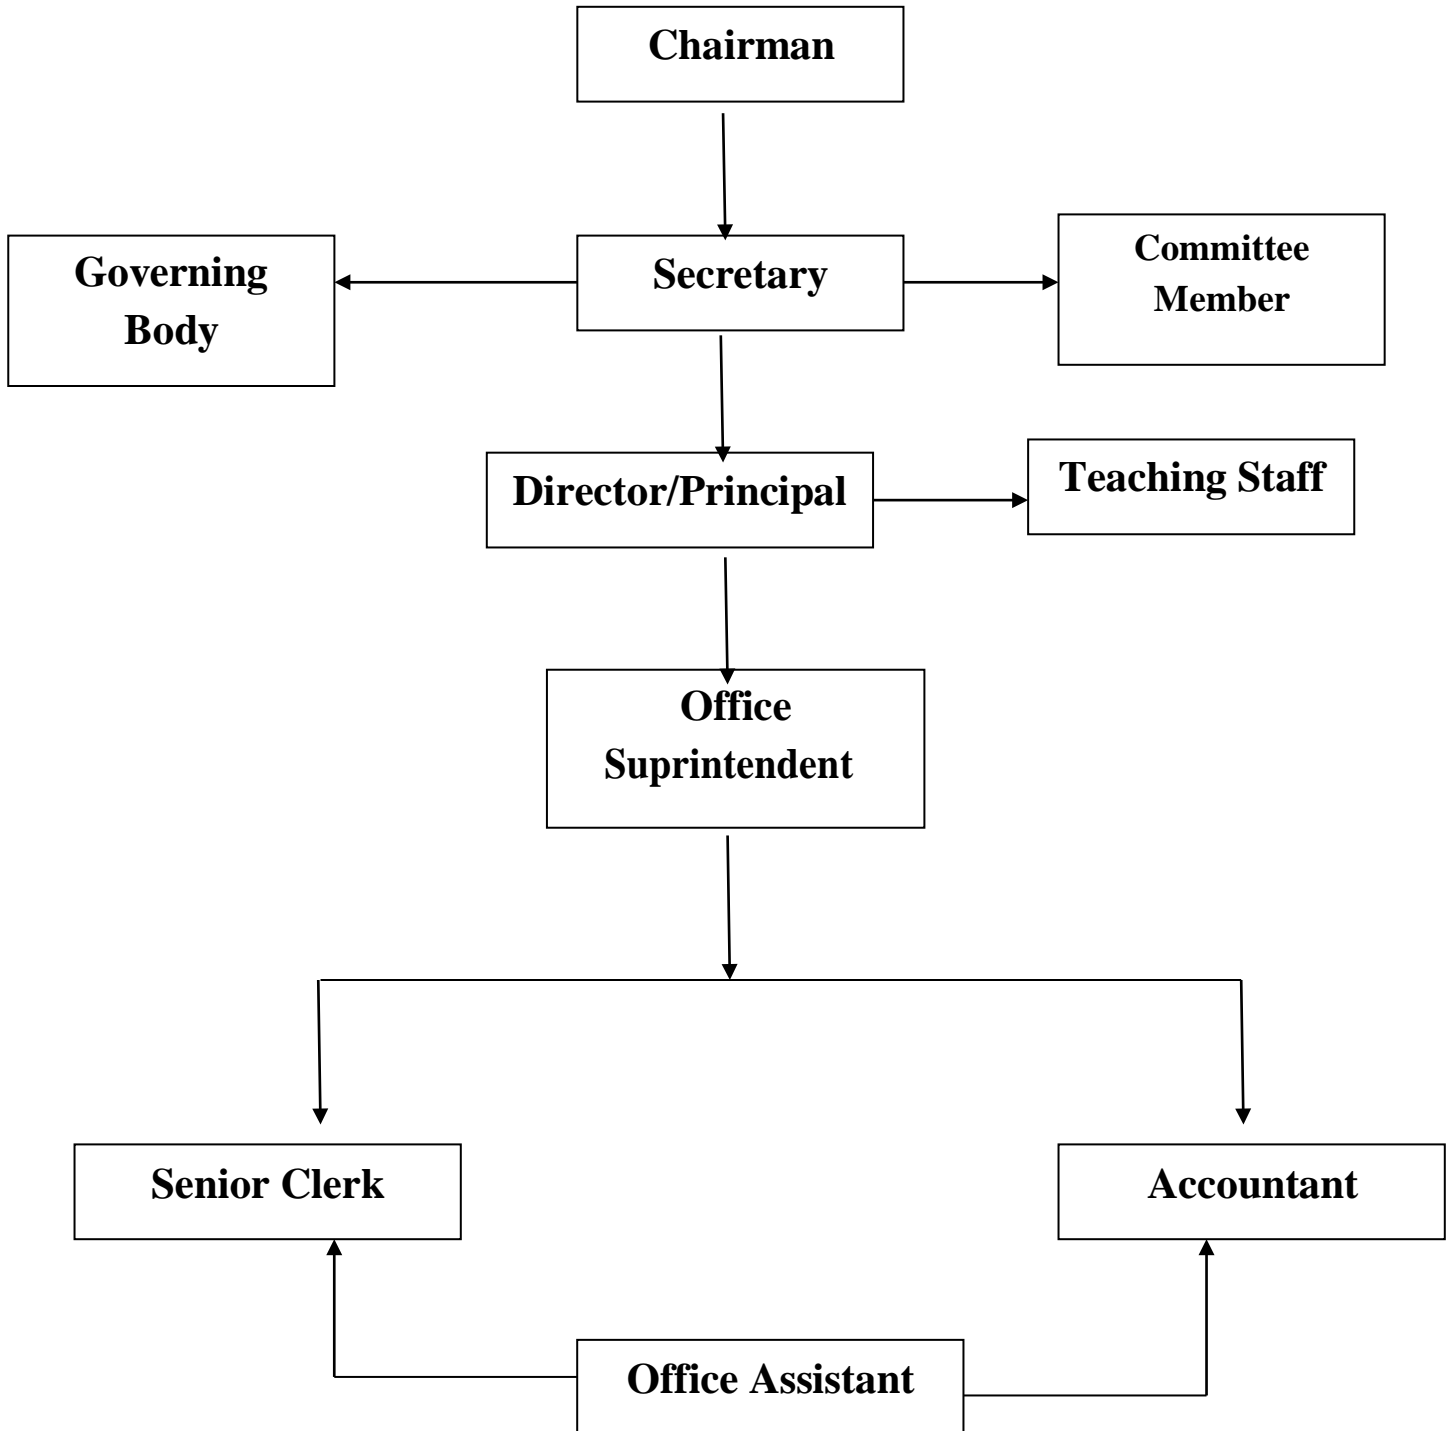 Chairman
Governing
Body
Secretary
Committee
Member
Director/Principal
Teaching Staff
Office
Suprintendent
Senior Clerk
Accountant
Office Assistant